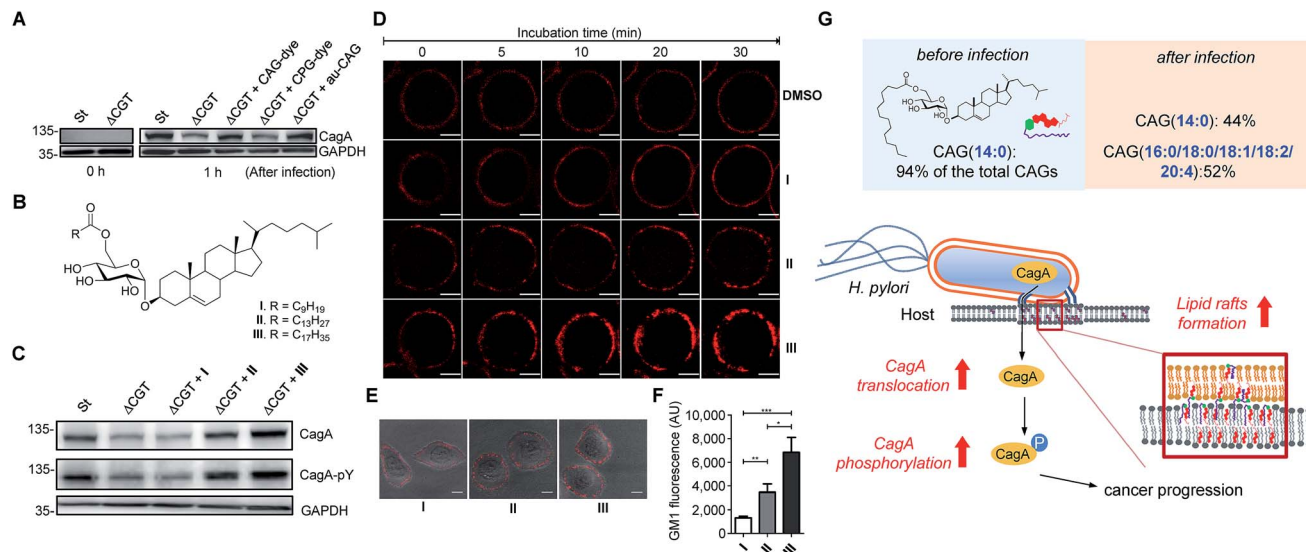 A
St
ΔCGT
St
ΔCGT
ΔCGT + CAG-dye
ΔCGT + CPG-dye
ΔCGT + au-CAG
135-
CagA
35-
GAPDH
0 h
1 h
(After infection)
B
O
R
O
O
HO
HO
HO
O
I. R = C9H19
II. R = C13H27
III. R = C17H35
C
St
ΔCGT
ΔCGT + I
ΔCGT + II
ΔCGT + III
135-
CagA
135-
CagA-pY
35-
GAPDH
D
Incubation time (min)
0 5 10 20 30
DMSO
I
II
III
E
I
II
III
F
GM1 fluorescence (AU)
10,000
8,000
6,000
4,000
2,000
0
***
*
**
I
II
III
G
before infection
O
O
O
HO
HO
HO
O
CAG(14:0):
94% of the total CAGs
after infection
CAG(14:0): 44%
CAG(16:0/18:0/18:1/18:2/
20:4):52%
H. pylori
CagA
Host
Lipid rafts
formation
CagA
translocation
CagA
CagA
phosphorylation
CagA
P
cancer progression